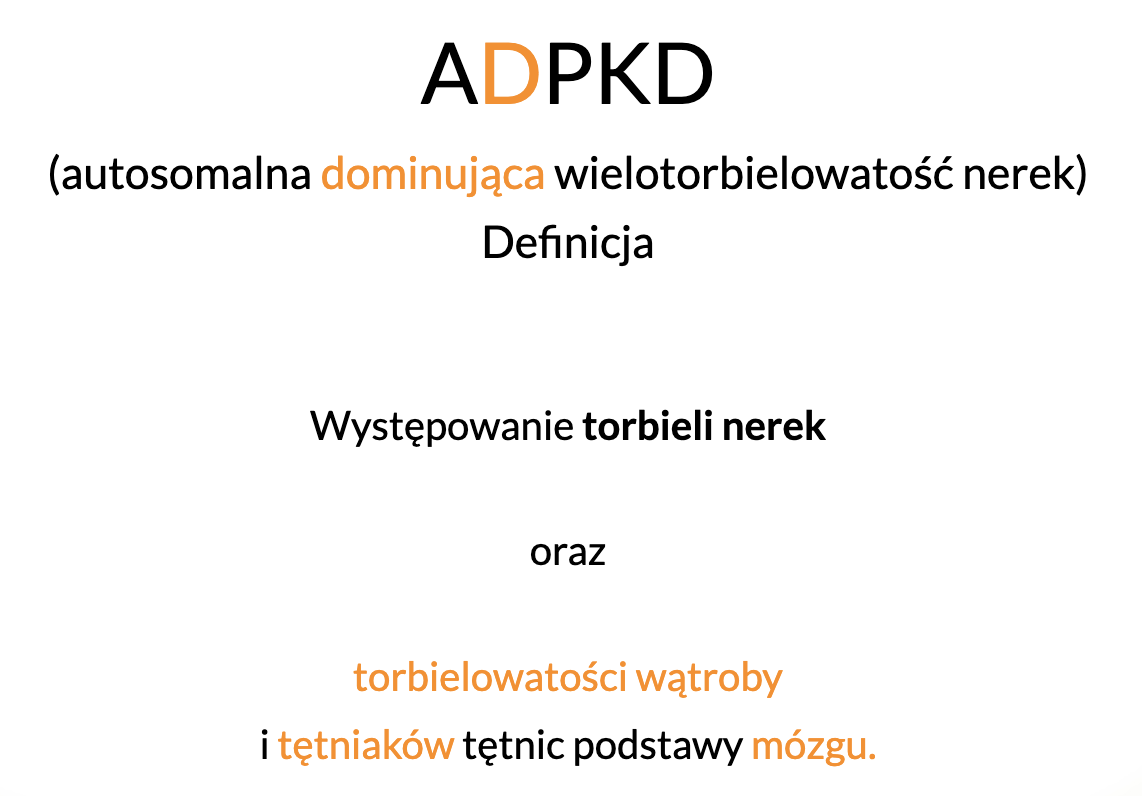 ADPKD
(autosomalna dominująca wielotorbielowatość nerek)
Definicja
Występowanie torbieli nerek
oraz
torbielowatości wątroby
i tętniaków tętnic podstawy mózgu.